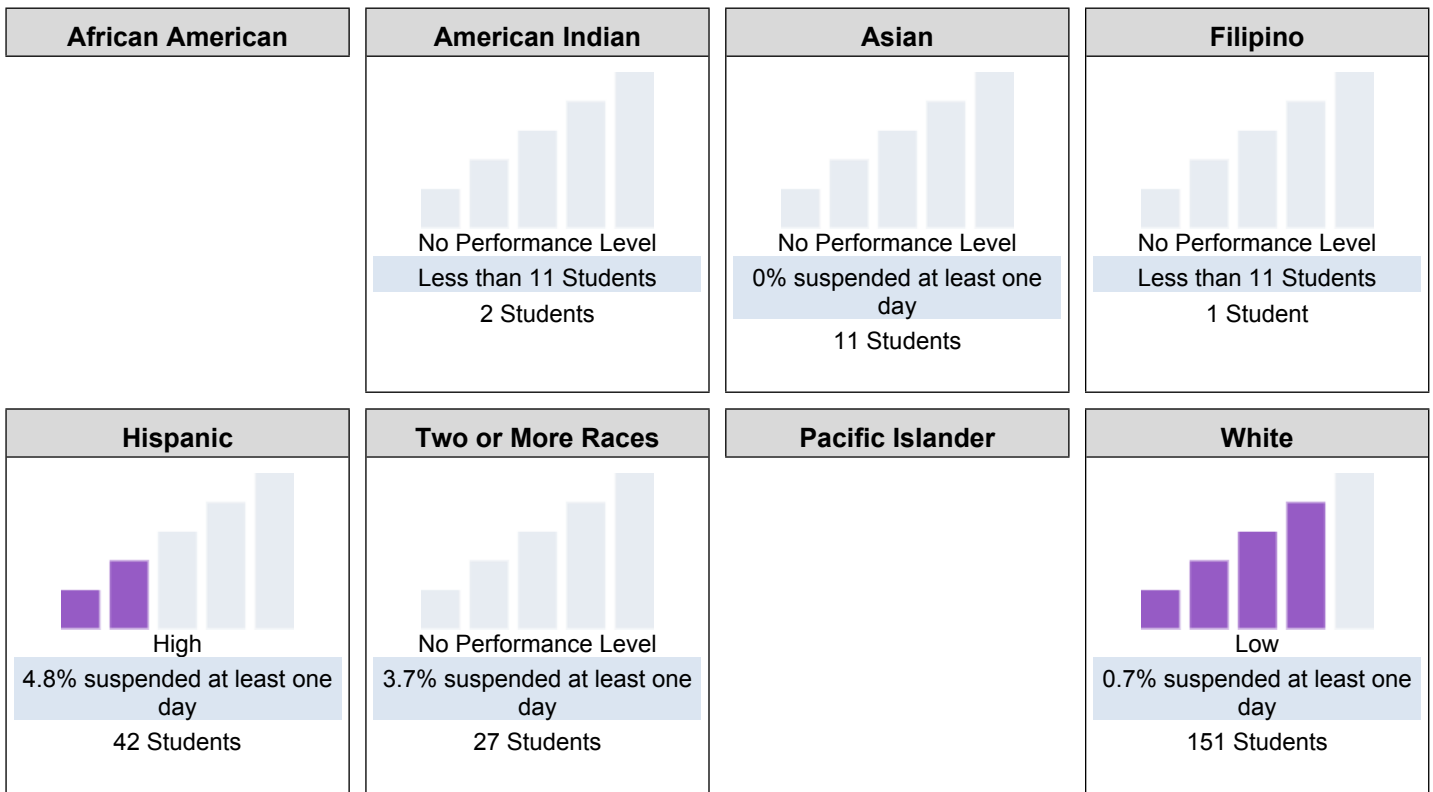 African American
American Indian
Asian
Filipino
No Performance Level
Less than 11 Students
2 Students
No Performance Level
0% suspended at least one
day
11 Students
No Performance Level
Less than 11 Students
1 Student
Hispanic
Two or More Races
Pacific Islander
White
High
4.8% suspended at least one
day
42 Students
No Performance Level
3.7% suspended at least one
day
27 Students
Low
0.7% suspended at least one
day
151 Students